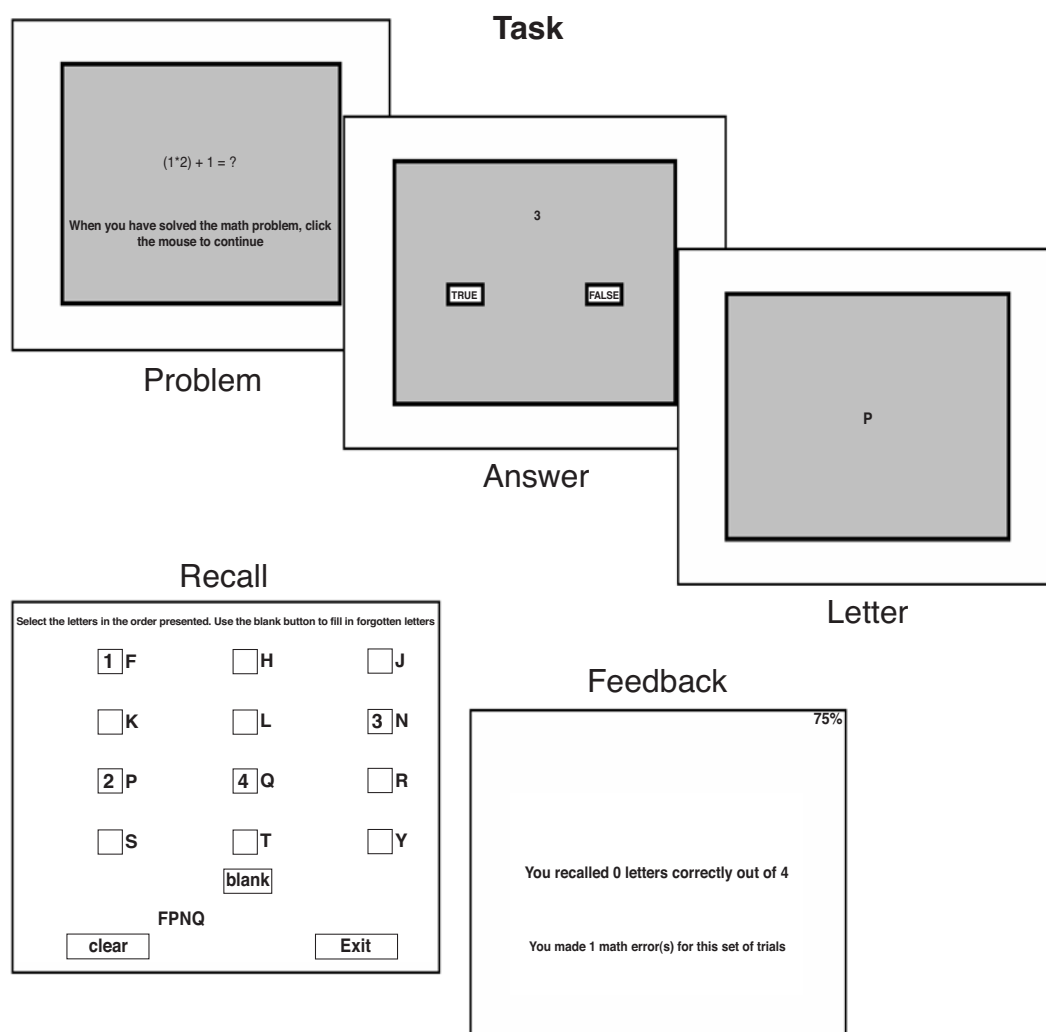 Task
(1*2) + 1 = ?
When you have solved the math problem, click
the mouse to continue
Problem
3
TRUE FALSE
Answer
P
Letter
Recall
Select the letters in the order presented. Use the blank button to fill in forgotten letters
1 F H J
K L 3 N
2 P 4 Q R
S T Y
blank
FPNQ
clear Exit
Feedback
75%
You recalled 0 letters correctly out of 4
You made 1 math error(s) for this set of trials